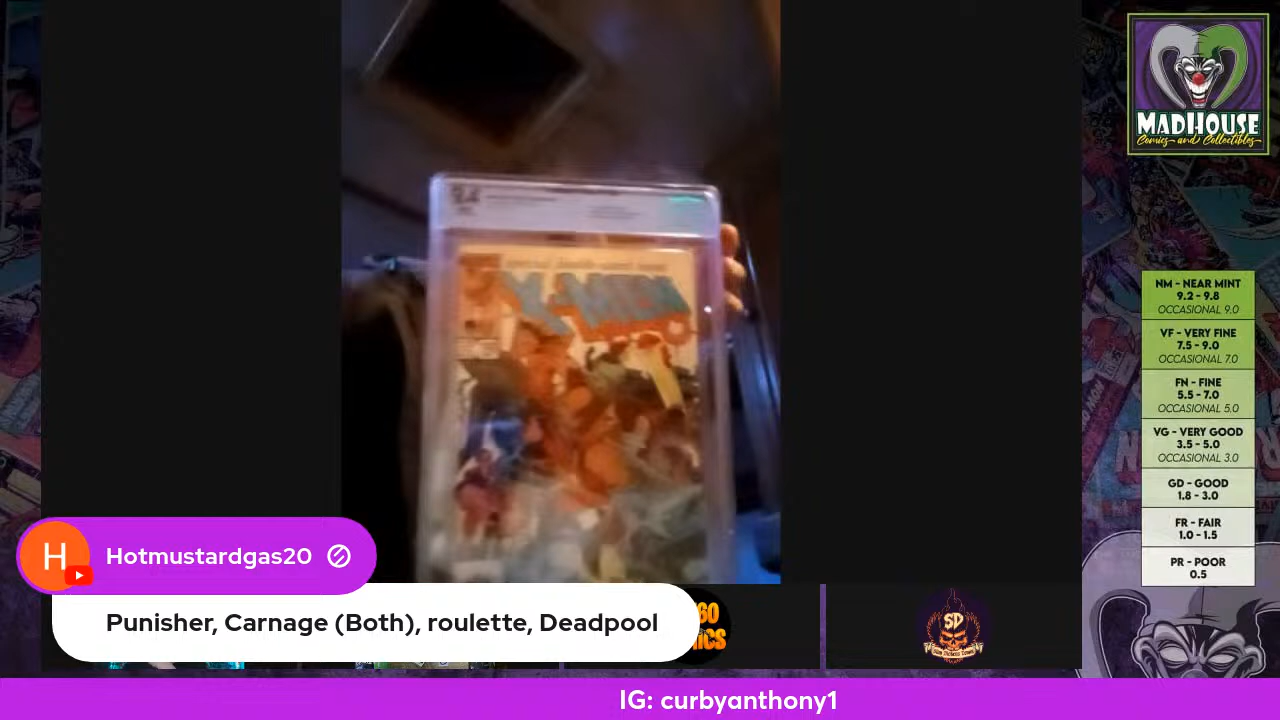 X-MEN
MADHOUSE
Comics and Collectibles
NM - NEAR MINT
9.2 - 9.8
OCCASIONAL 9.0
VF - VERY FINE
7.5 - 9.0
OCCASIONAL 7.0
FN - FINE
5.5 - 7.0
OCCASIONAL 5.0
VG - VERY GOOD
3.5 - 5.0
OCCASIONAL 3.0
GD - GOOD
1.8 - 3.0
FR - FAIR
1.0 - 1.5
PR - POOR
0.5
H
Hotmustardgas20
Punisher, Carnage (Both), roulette, Deadpool
SD
IG: curbyanthony1